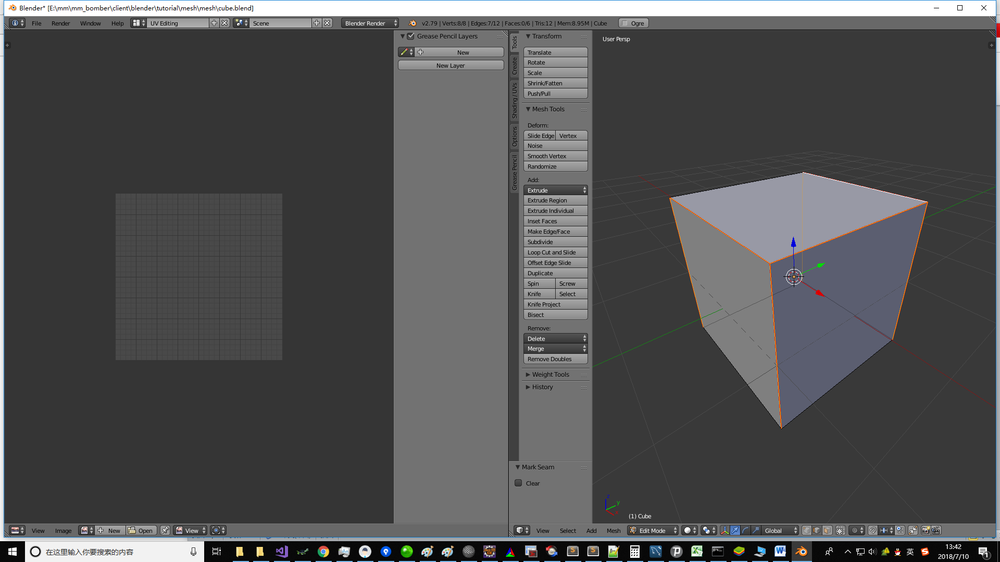 Blender* [E:\mm\mm_bomber\client\blender\tutorial\mesh\mesh\cube.blend]
File Render Window Help UV Editing Scene Blender Render v2.79 | Verts:8/8 | Edges:7/12 | Faces:0/6 | Tris:12 | Mem:8.95M | Cube Ogre
Grease Pencil Layers
New
New Layer
Tools
Create
Shading / UVs
Options
Grease Pencil
Transform
Translate
Rotate
Scale
Shrink/Fatten
Push/Pull
Mesh Tools
Deform:
Slide Edge Vertex
Noise
Smooth Vertex
Randomize
Add:
Extrude
Extrude Region
Extrude Individual
Inset Faces
Make Edge/Face
Subdivide
Loop Cut and Slide
Offset Edge Slide
Duplicate
Spin Screw
Knife Select
Knife Project
Bisect
Remove:
Delete
Merge
Remove Doubles
Weight Tools
History
Mark Seam
Clear
User Persp
z
y
x
(1) Cube
View Image New Open View
View Select Add Mesh Edit Mode Global
在这里输入你要搜索的内容
英
13:42
2018/7/10
1